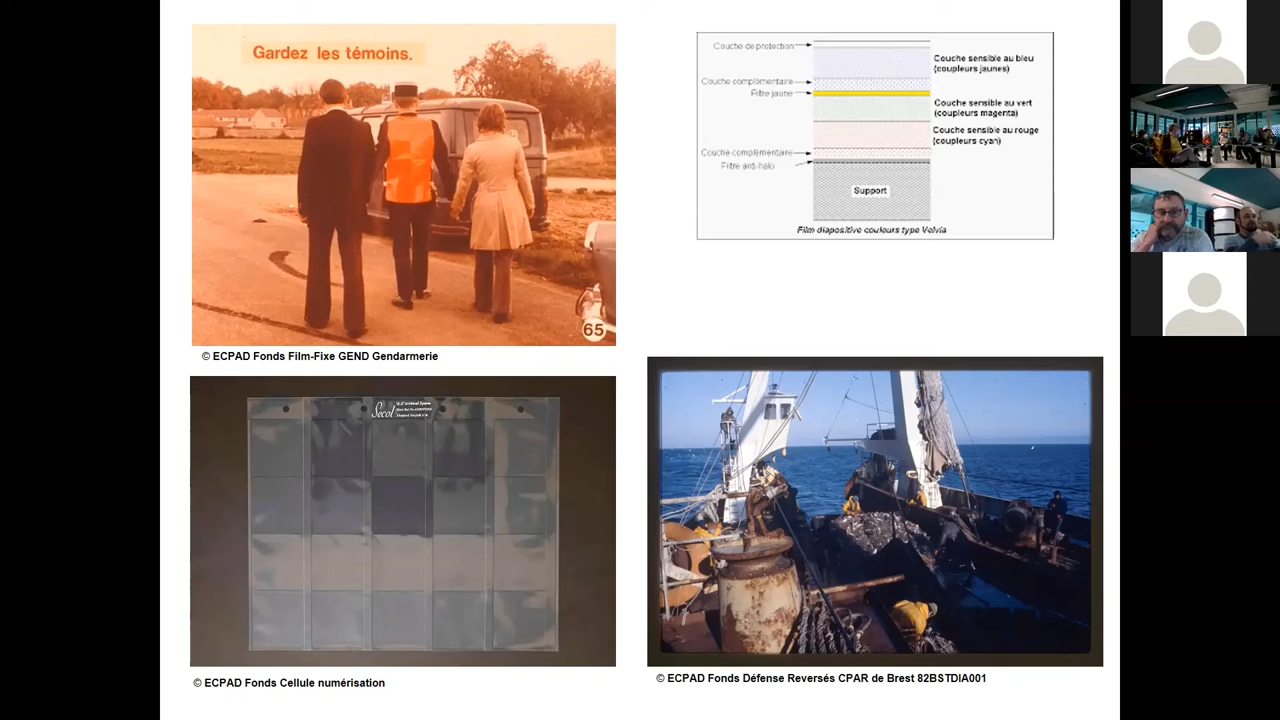 Gardez les témoins.
65
© ECPAD Fonds Film-Fixe GEND Gendarmerie
Couche de protection
Couche complémentaire
Filtre jaune
Couche complémentaire
Filtre anti-halo
Couche sensible au bleu
(coupleurs jaunes)
Couche sensible au vert
(coupleurs magenta)
Couche sensible au rouge
(coupleurs cyan)
Support
Film diapositive couleurs type Velvia
Secol
© ECPAD Fonds Cellule numérisation
© ECPAD Fonds Défense Reversés CPAR de Brest 82BSTDIA001